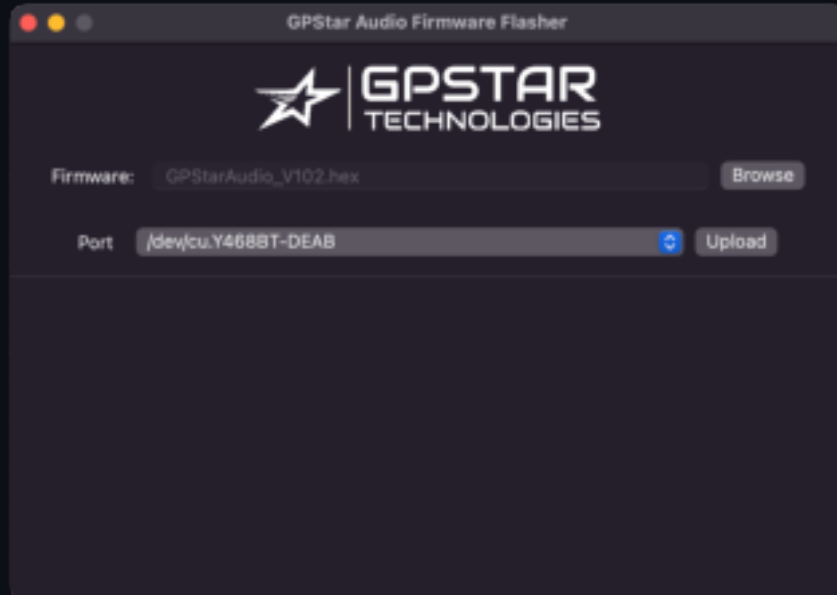 GPStar Audio Firmware Flasher
GPSTAR
TECHNOLOGIES
Firmware: GPStarAudio_V102.hex Browse
Port /dev/cu.Y468BT-DEAB Upload